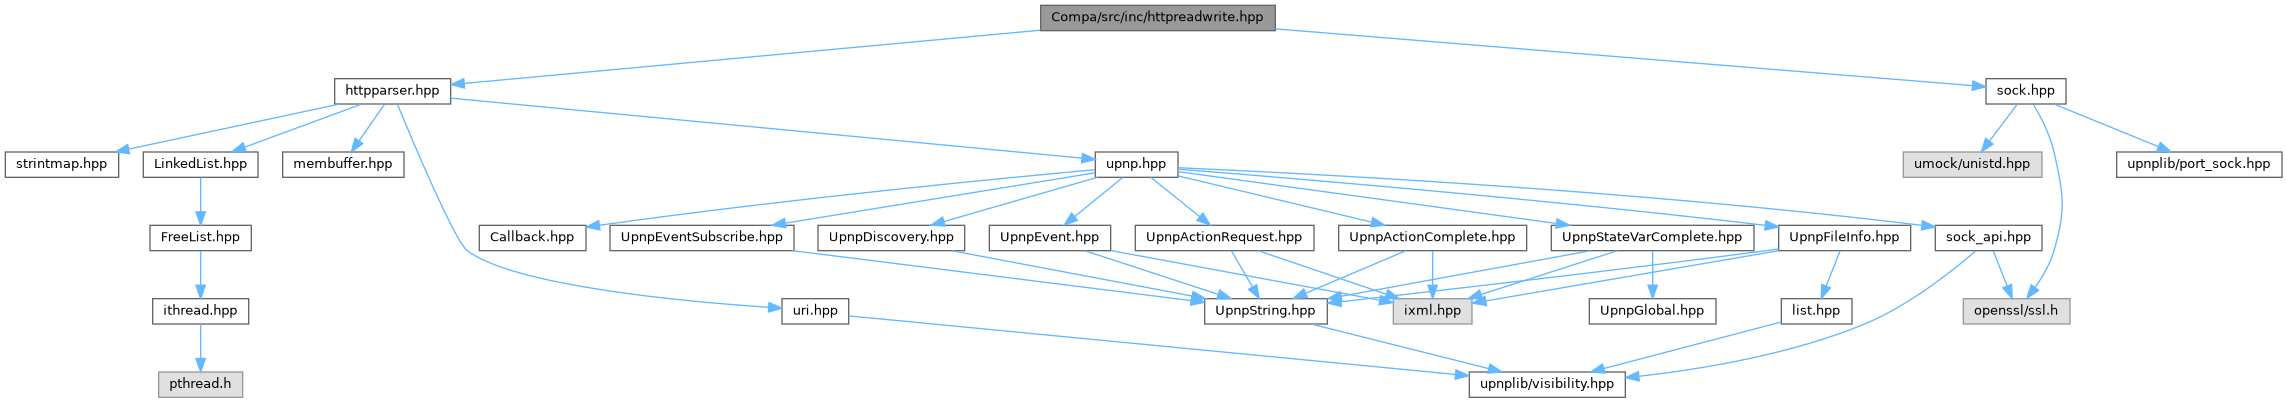 Compa/src/inc/httpreadwrite.hpp
httpparser.hpp
sock.hpp
strintmap.hpp
LinkedList.hpp
membuffer.hpp
upnp.hpp
umock/unistd.hpp
upnplib/port_sock.hpp
FreeList.hpp
Callback.hpp
UpnpEventSubscribe.hpp
UpnpDiscovery.hpp
UpnpEvent.hpp
UpnpActionRequest.hpp
UpnpActionComplete.hpp
UpnpStateVarComplete.hpp
UpnpFileInfo.hpp
sock_api.hpp
ithread.hpp
uri.hpp
UpnpString.hpp
ixml.hpp
UpnpGlobal.hpp
list.hpp
openssl/ssl.h
pthread.h
upnplib/visibility.hpp